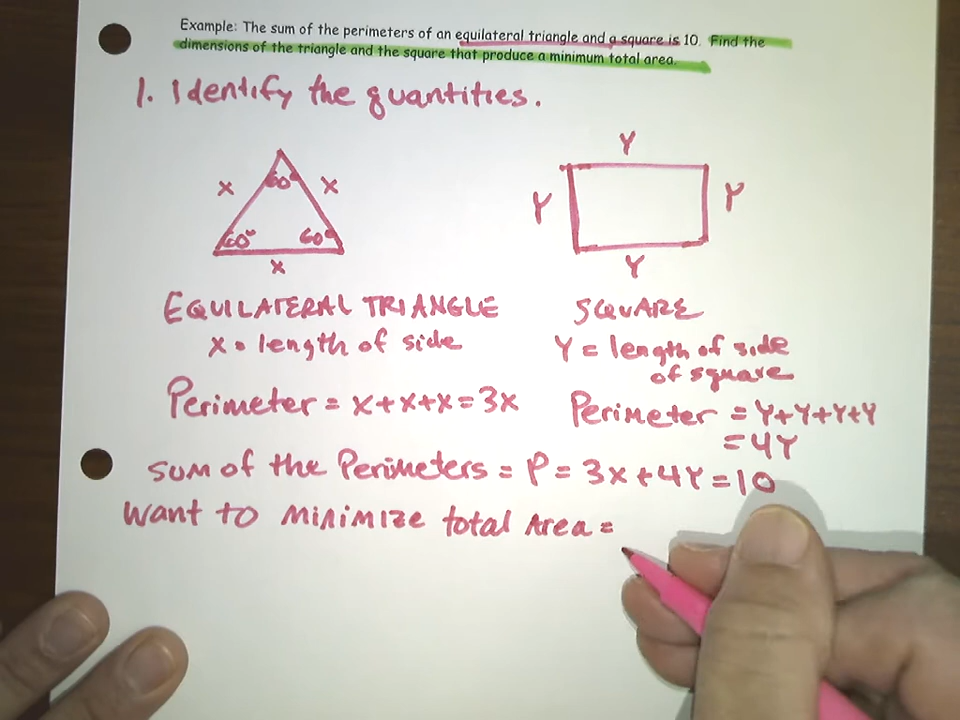 Example: The sum of the perimeters of an equilateral triangle and a square is 10. Find the
dimensions of the triangle and the square that produce a minimum total area.
1. Identify the quantities.
Y
60°
x x
Y Y
60° 60°
x
Y
EQUILATERAL TRIANGLE SQUARE
x = length of side Y = length of side
of square
Perimeter = x+x+x=3x Perimeter = Y+Y+Y+Y
=4Y
Sum of the Perimeters = P = 3x+4Y=10
Want to MINIMIZE total Area =